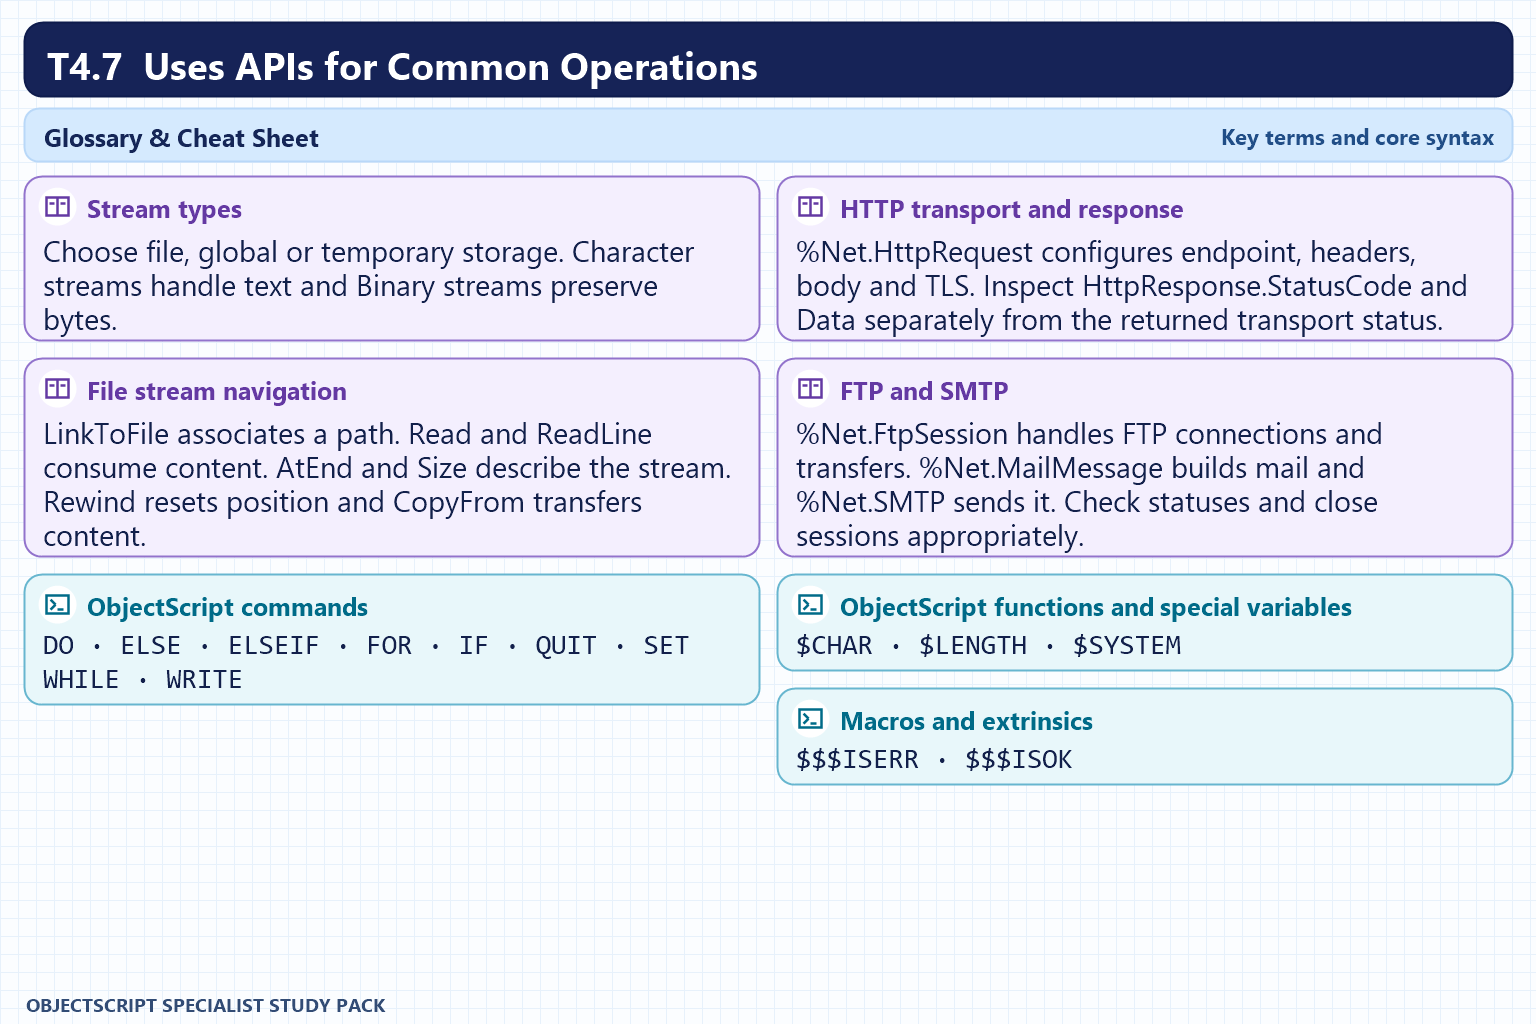 T4.7 Uses APIs for Common Operations
Glossary & Cheat Sheet
Key terms and core syntax
Stream types
Choose file, global or temporary storage. Character
streams handle text and Binary streams preserve
bytes.
HTTP transport and response
%Net.HttpRequest configures endpoint, headers,
body and TLS. Inspect HttpResponse.StatusCode and
Data separately from the returned transport status.
File stream navigation
LinkToFile associates a path. Read and ReadLine
consume content. AtEnd and Size describe the stream.
Rewind resets position and CopyFrom transfers
content.
FTP and SMTP
%Net.FtpSession handles FTP connections and
transfers. %Net.MailMessage builds mail and
%Net.SMTP sends it. Check statuses and close
sessions appropriately.
ObjectScript commands
DO · ELSE · ELSEIF · FOR · IF · QUIT · SET
WHILE · WRITE
ObjectScript functions and special variables
$CHAR · $LENGTH · $SYSTEM
Macros and extrinsics
$$$ISERR · $$$ISOK
OBJECTSCRIPT SPECIALIST STUDY PACK